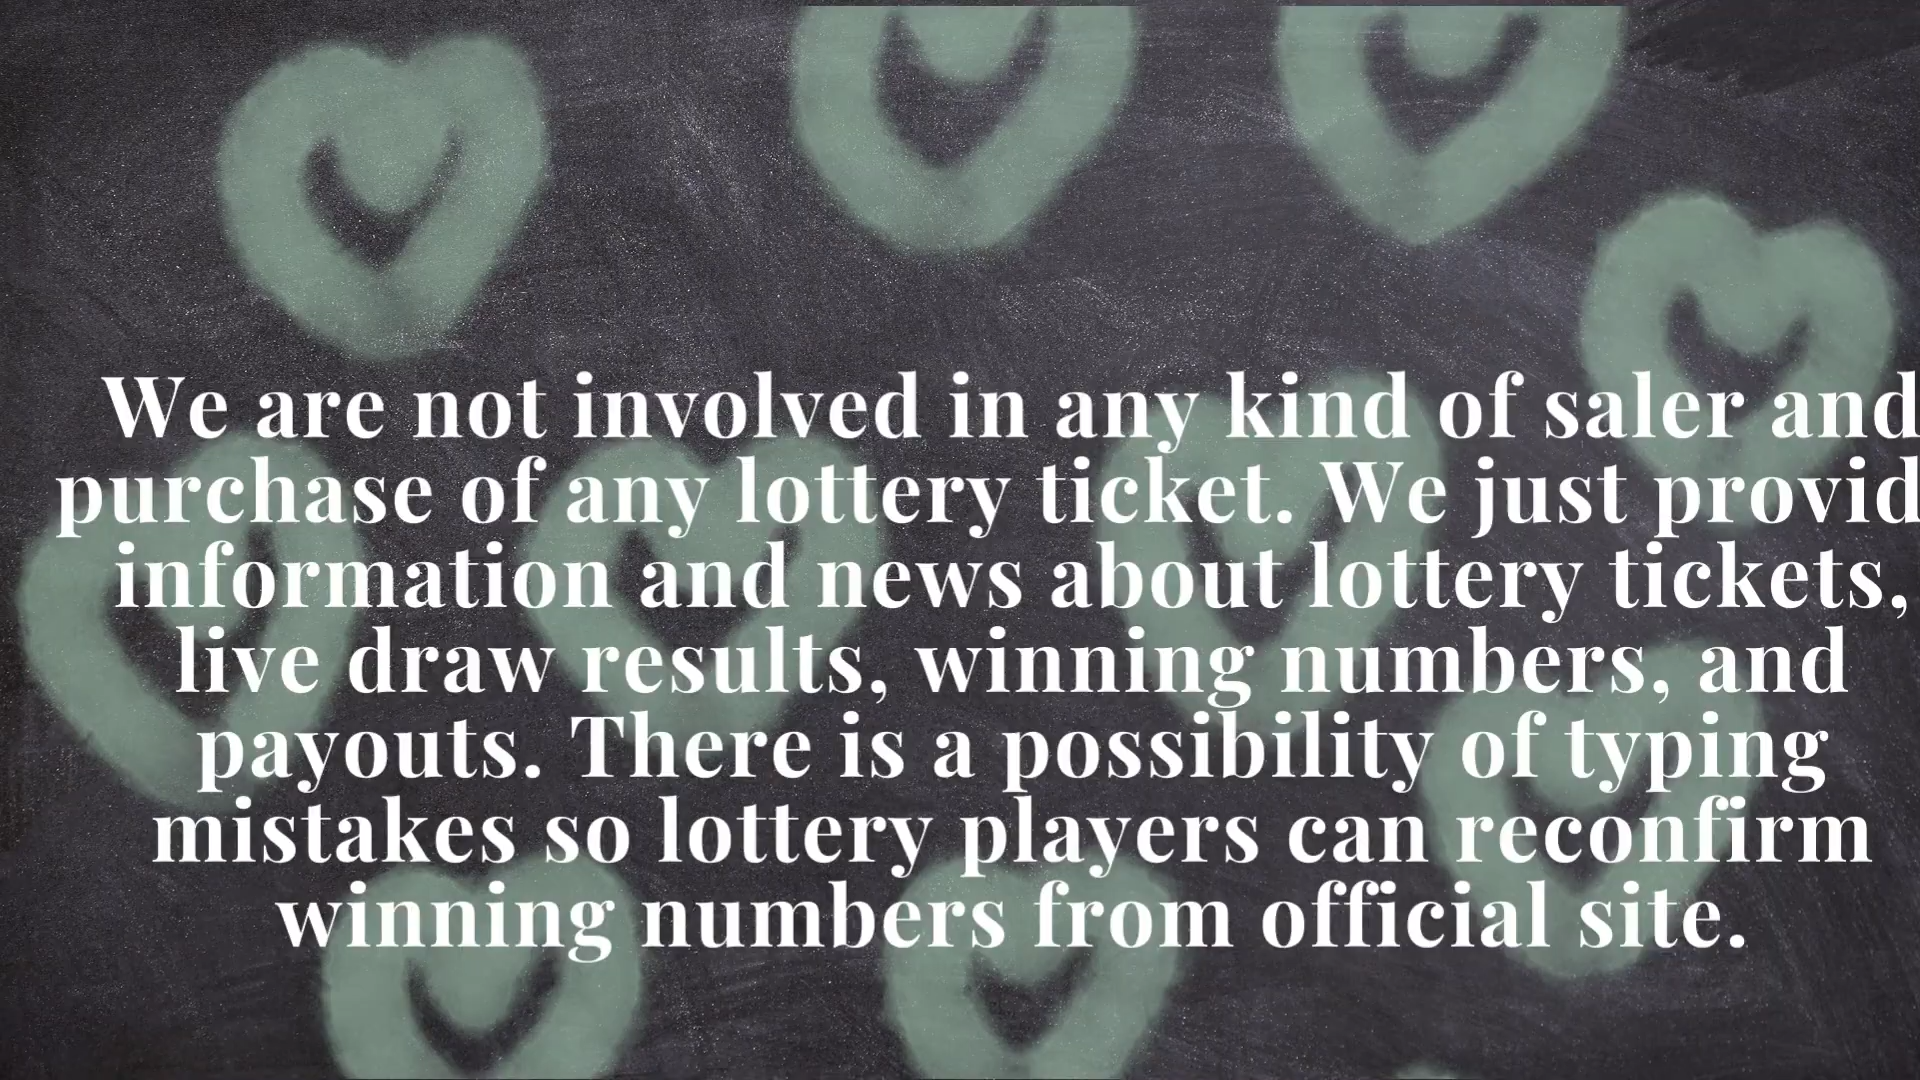 We are not involved in any kind of saler and
purchase of any lottery ticket. We just provid
information and news about lottery tickets,
live draw results, winning numbers, and
payouts. There is a possibility of typing
mistakes so lottery players can reconfirm
winning numbers from official site.